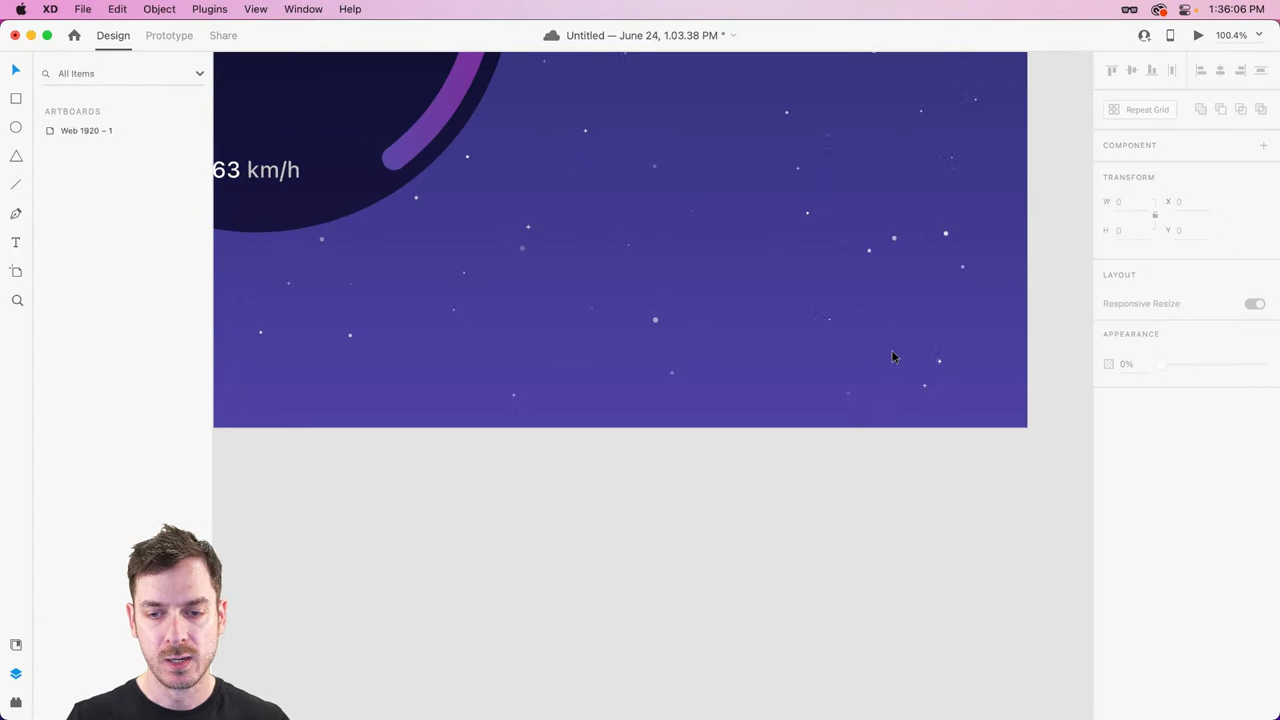 XD File Edit Object Plugins View Window Help 1:36:06 PM
Design Prototype Share Untitled — June 24, 1.03.38 PM * 100.4%
All Items
ARTBOARDS
Web 1920 – 1
63 km/h
Repeat Grid
COMPONENT +
TRANSFORM
W 0 X 0
H 0 Y 0
LAYOUT
Responsive Resize
APPEARANCE
0%